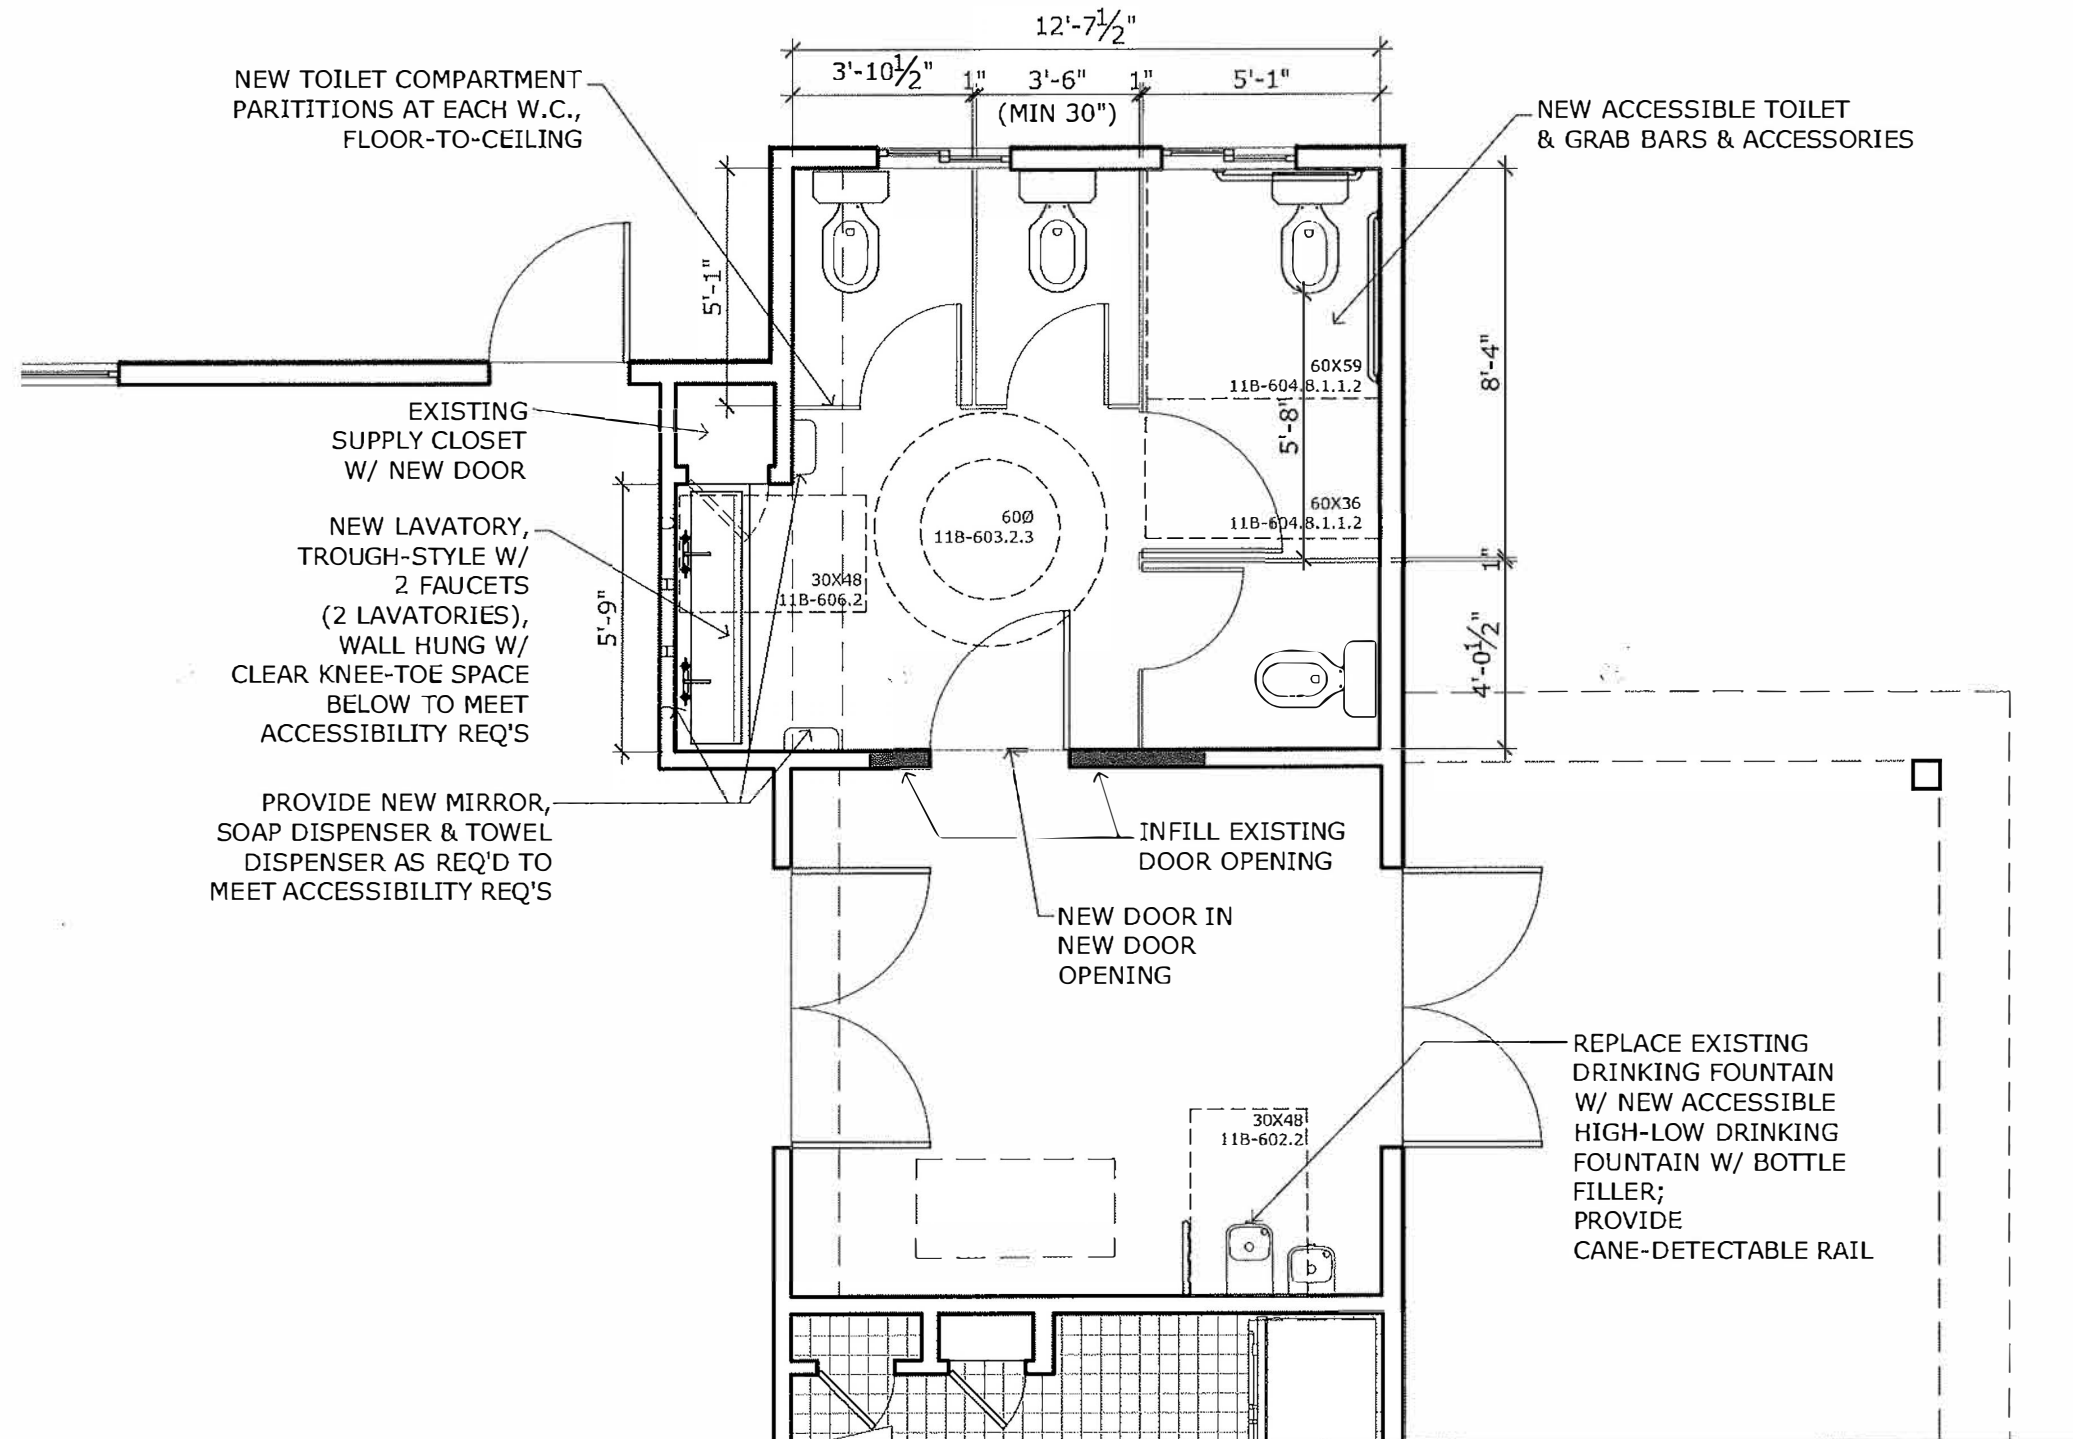 12'-7½"
3'-10½"
1"
3'-6"
1"
5'-1"
(MIN 30")
NEW TOILET COMPARTMENT
PARITITIONS AT EACH W.C.,
FLOOR-TO-CEILING
NEW ACCESSIBLE TOILET
& GRAB BARS & ACCESSORIES
5'-1"
8'-4"
60X59
11B-604.8.1.1.2
5'-8"
EXISTING
SUPPLY CLOSET
W/ NEW DOOR
60X36
11B-604.8.1.1.2
60Ø
11B-603.2.3
1"
NEW LAVATORY,
TROUGH-STYLE W/
2 FAUCETS
(2 LAVATORIES),
WALL HUNG W/
CLEAR KNEE-TOE SPACE
BELOW TO MEET
ACCESSIBILITY REQ'S
5'-9"
30X48
11B-606.2
4'-0½"
PROVIDE NEW MIRROR,
SOAP DISPENSER & TOWEL
DISPENSER AS REQ'D TO
MEET ACCESSIBILITY REQ'S
INFILL EXISTING
DOOR OPENING
NEW DOOR IN
NEW DOOR
OPENING
REPLACE EXISTING
DRINKING FOUNTAIN
W/ NEW ACCESSIBLE
HIGH-LOW DRINKING
FOUNTAIN W/ BOTTLE
FILLER;
PROVIDE
CANE-DETECTABLE RAIL
30X48
11B-602.2